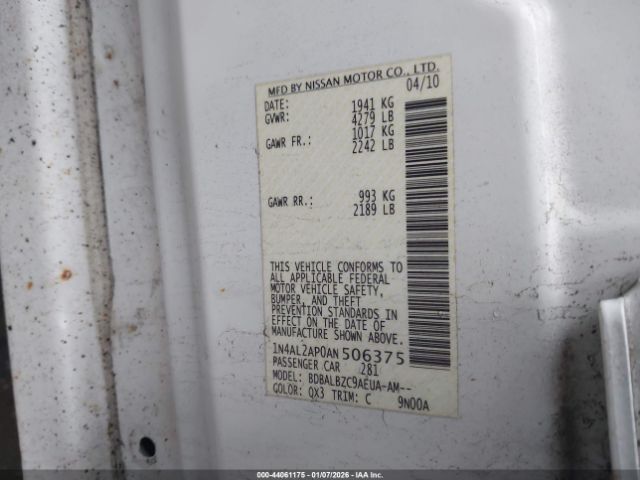 MFD BY NISSAN MOTOR CO., LTD.
DATE: 04/10
GVWR: 1941 KG
4279 LB
GAWR FR.: 1017 KG
2242 LB
GAWR RR.: 993 KG
2189 LB
THIS VEHICLE CONFORMS TO
ALL APPLICABLE FEDERAL
MOTOR VEHICLE SAFETY,
BUMPER, AND THEFT
PREVENTION STANDARDS IN
EFFECT ON THE DATE OF
MANUFACTURE SHOWN ABOVE.
1N4AL2AP0AN506375
PASSENGER CAR 281
MODEL: BDBALBZC9AEUA-AM--
COLOR: QX3 TRIM: C 9N00A
000-44061175 - 01/07/2026 - IAA Inc.